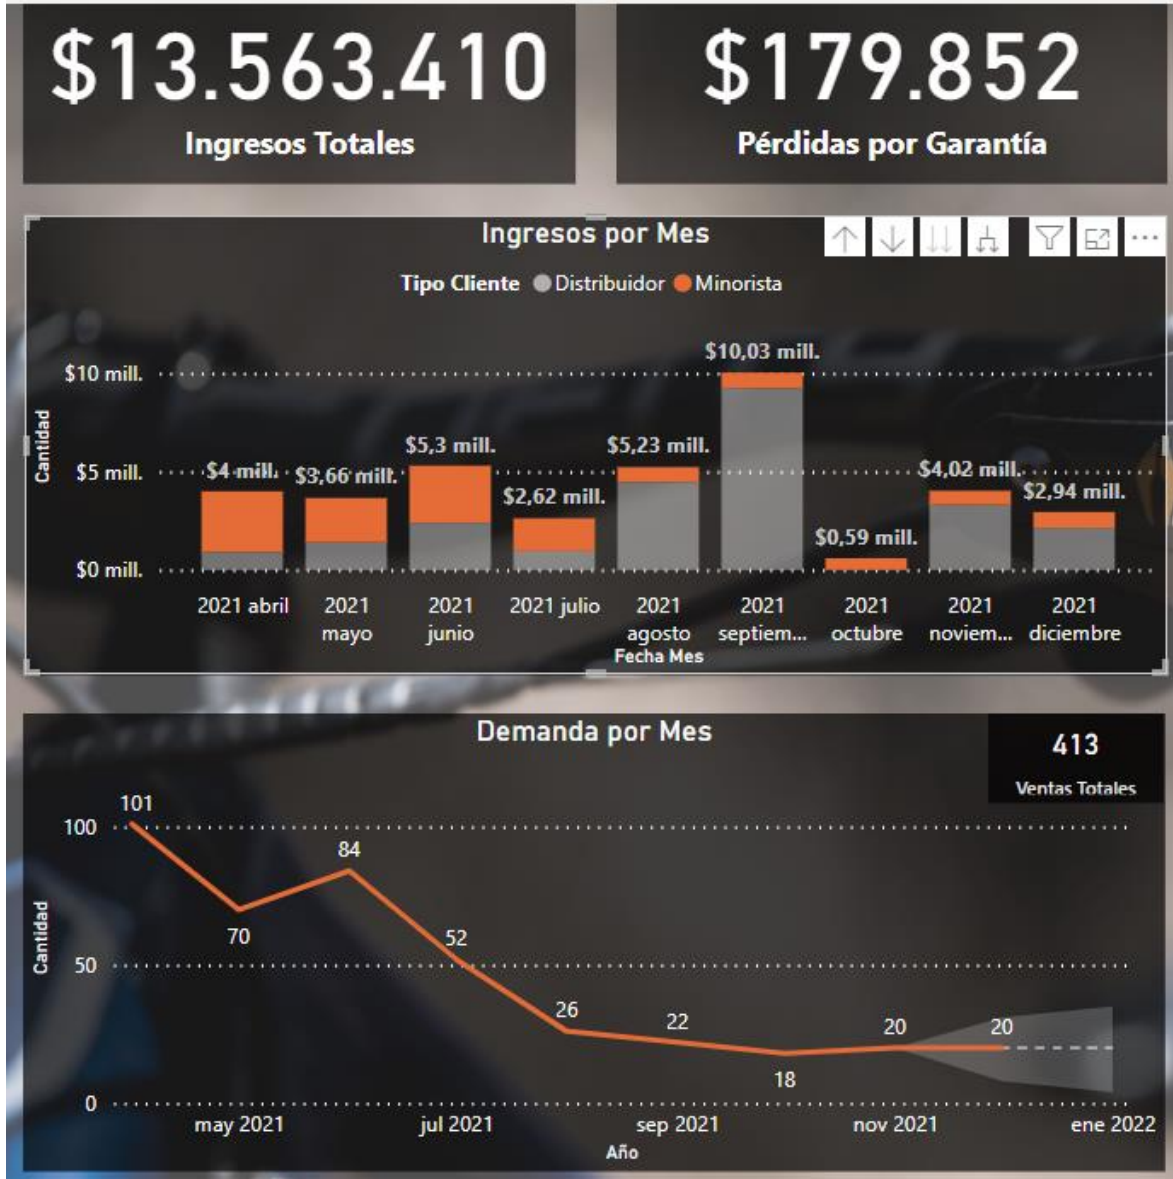 $13.563.410
Ingresos Totales
$179.852
Pérdidas por Garantía
Ingresos por Mes
Tipo Cliente Distribuidor Minorista
Cantidad
$10 mill.
$5 mill.
$0 mill.
$4 mill.
$3,66 mill.
$5,3 mill.
$2,62 mill.
$5,23 mill.
$10,03 mill.
$0,59 mill.
$4,02 mill.
$2,94 mill.
2021 abril
2021
mayo
2021
junio
2021 julio
2021
agosto
2021
septiem...
2021
octubre
2021
noviem...
2021
diciembre
Fecha Mes
Demanda por Mes
413
Ventas Totales
Cantidad
100
50
0
101
70
84
52
26
22
18
20
20
may 2021
jul 2021
sep 2021
nov 2021
ene 2022
Año